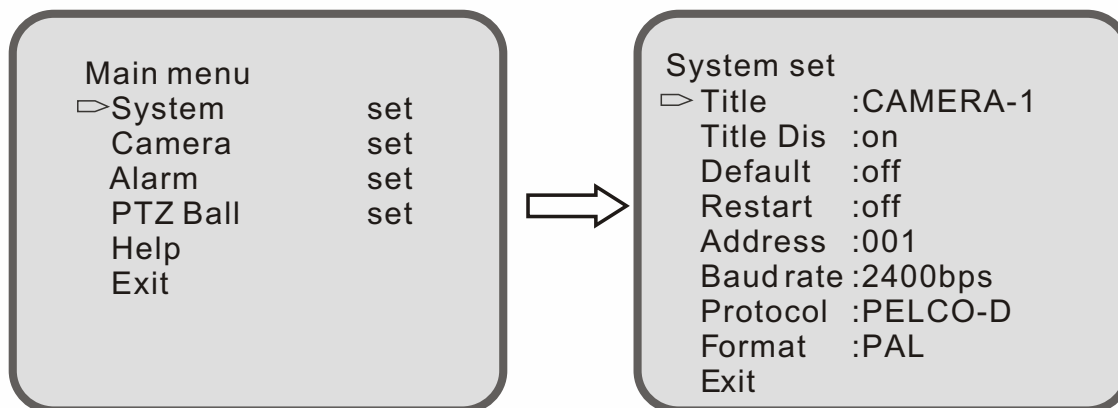 Main menu
System set
Camera set
Alarm set
PTZ Ball set
Help
Exit
System set
Title :CAMERA-1
Title Dis :on
Default :off
Restart :off
Address :001
Baud rate :2400bps
Protocol :PELCO-D
Format :PAL
Exit